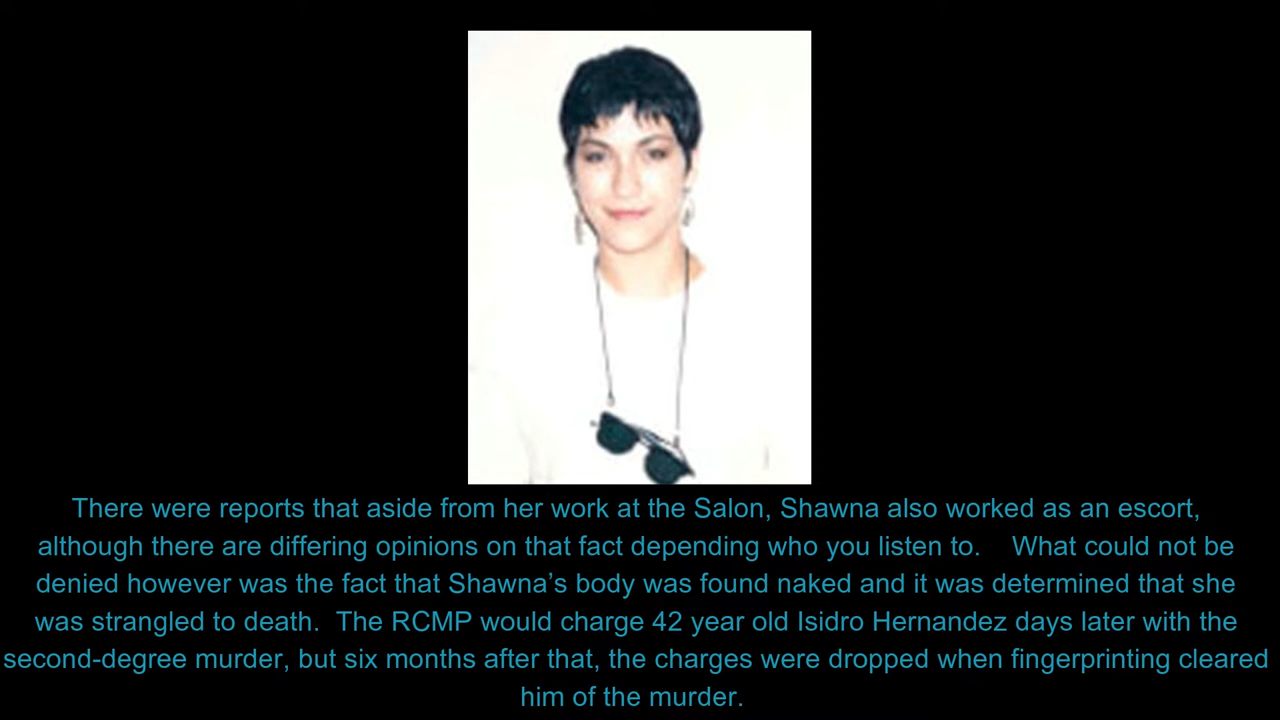 There were reports that aside from her work at the Salon, Shawna also worked as an escort,
although there are differing opinions on that fact depending who you listen to.    What could not be
denied however was the fact that Shawna’s body was found naked and it was determined that she
was strangled to death.  The RCMP would charge 42 year old Isidro Hernandez days later with the
second-degree murder, but six months after that, the charges were dropped when fingerprinting cleared
him of the murder.